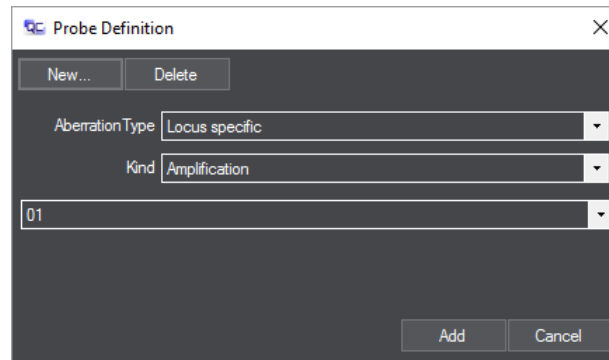 Probe Definition
New... Delete
Aberration Type Locus specific
Kind Amplification
01
Add Cancel